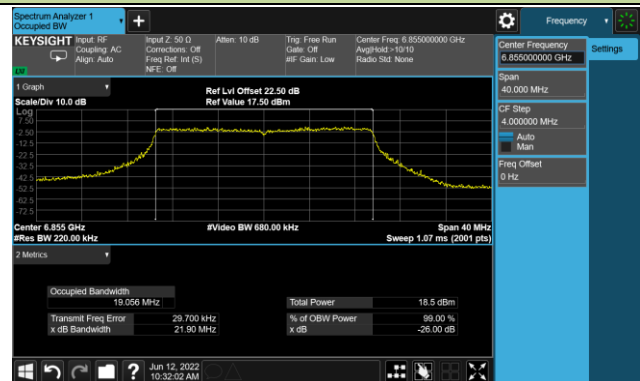 Spectrum Analyzer 1
Occupied BW
Frequency
KEYSIGHT
Input: RF
Coupling: AC
Align: Auto
Input Z: 50 Ω
Corrections: Off
Freq Ref: Int (S)
NFE: Off
Atten: 10 dB
Trig: Free Run
Gate: Off
#IF Gain: Low
Center Freq: 6.855000000 GHz
Avg|Hold:>10/10
Radio Std: None
Center Frequency
6.855000000 GHz
Settings
Span
40.000 MHz
CF Step
4.000000 MHz
Auto
Man
Freq Offset
0 Hz
1 Graph
Scale/Div 10.0 dB
Ref Lvl Offset 22.50 dB
Ref Value 17.50 dBm
Log
7.50
-2.50
-12.5
-22.5
-32.5
-42.5
-52.5
-62.5
-72.5
Center 6.855 GHz
#Res BW 220.00 kHz
#Video BW 680.00 kHz
Span 40 MHz
Sweep 1.07 ms (2001 pts)
2 Metrics
Occupied Bandwidth
19.056 MHz
Total Power 18.5 dBm
Transmit Freq Error 29.700 kHz
% of OBW Power 99.00 %
x dB Bandwidth 21.90 MHz
x dB -26.00 dB
Jun 12, 2022
10:32:02 AM